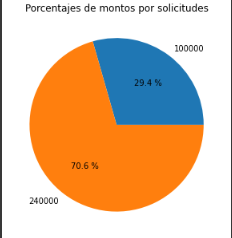 Porcentajes de montos por solicitudes
100000
29.4 %
70.6 %
240000